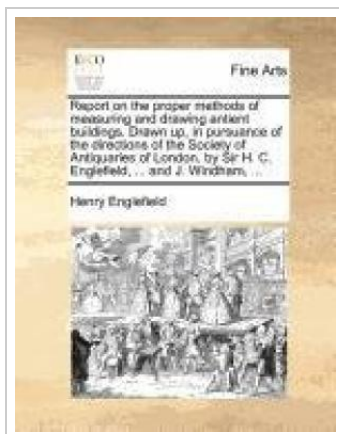 ECCO
Fine Arts
Report on the proper methods of
measuring and drawing antient
buildings. Drawn up, in pursuance of
the directions of the Society of
Antiquaries of London, by Sir H. C.
Englefield, ... and J. Windham, ...
Henry Englefield